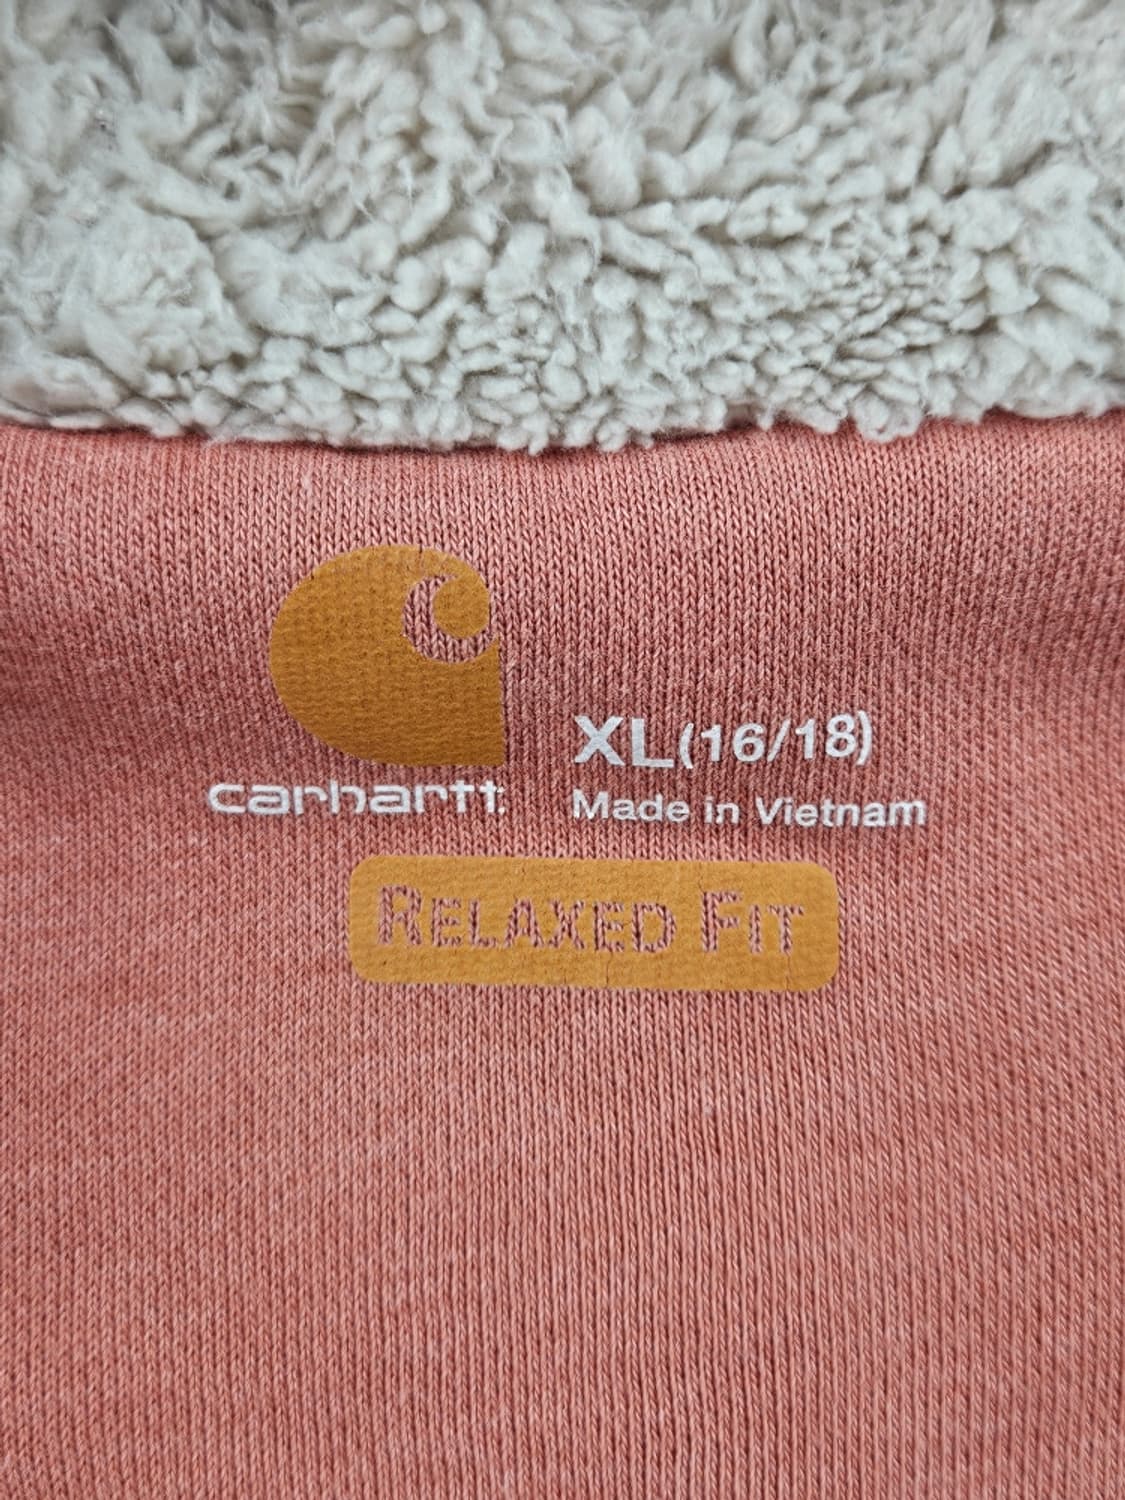 carhartt
XL(16/18)
Made in Vietnam
RELAXED FIT